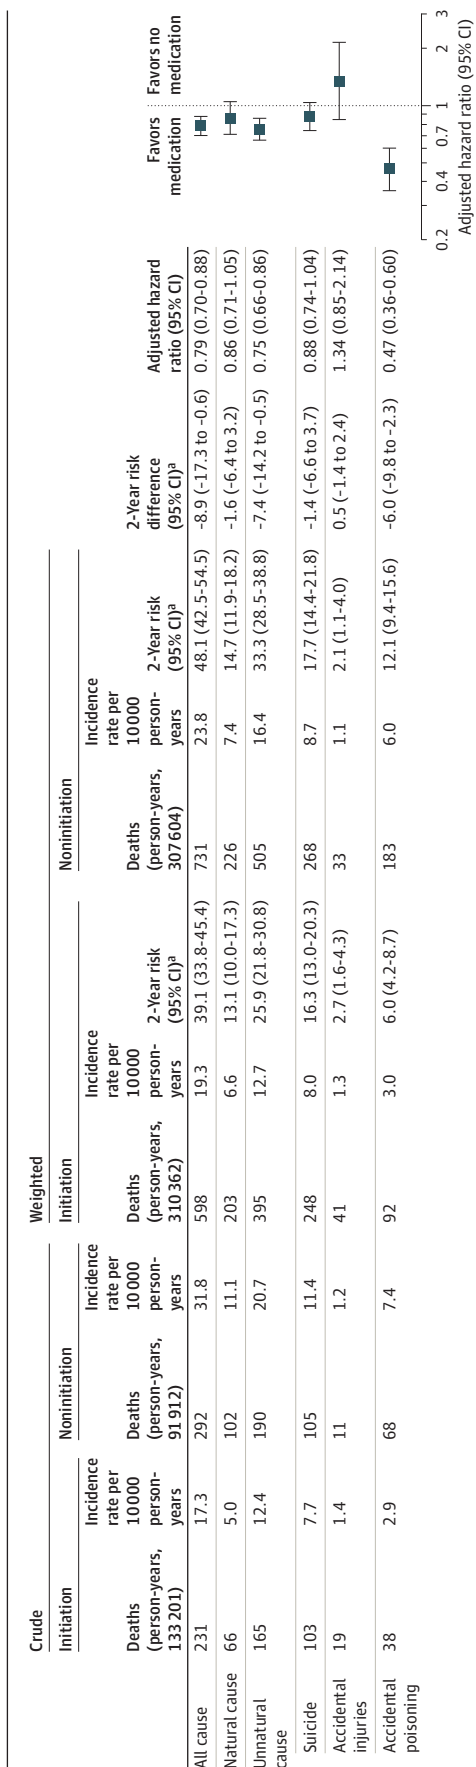 Crude Weighted
Initiation Noninitiation Initiation Noninitiation
Deaths (person-years, 133 201) Incidence rate per 10 000 person-years Deaths (person-years, 91 912) Incidence rate per 10 000 person-years Deaths (person-years, 310 362) Incidence rate per 10 000 person-years 2-Year risk (95% CI)a Deaths (person-years, 307 604) Incidence rate per 10 000 person-years 2-Year risk (95% CI)a 2-Year risk difference (95% CI)a Adjusted hazard ratio (95% CI) Favors medication Favors no medication
All cause 231 17.3 292 31.8 598 19.3 39.1 (33.8-45.4) 731 23.8 48.1 (42.5-54.5) -8.9 (-17.3 to -0.6) 0.79 (0.70-0.88)
Natural cause 66 5.0 102 11.1 203 6.6 13.1 (10.0-17.3) 226 7.4 14.7 (11.9-18.2) -1.6 (-6.4 to 3.2) 0.86 (0.71-1.05)
Unnatural cause 165 12.4 190 20.7 395 12.7 25.9 (21.8-30.8) 505 16.4 33.3 (28.5-38.8) -7.4 (-14.2 to -0.5) 0.75 (0.66-0.86)
Suicide 103 7.7 105 11.4 248 8.0 16.3 (13.0-20.3) 268 8.7 17.7 (14.4-21.8) -1.4 (-6.6 to 3.7) 0.88 (0.74-1.04)
Accidental injuries 19 1.4 11 1.2 41 1.3 2.7 (1.6-4.3) 33 1.1 2.1 (1.1-4.0) 0.5 (-1.4 to 2.4) 1.34 (0.85-2.14)
Accidental poisoning 38 2.9 68 7.4 92 3.0 6.0 (4.2-8.7) 183 6.0 12.1 (9.4-15.6) -6.0 (-9.8 to -2.3) 0.47 (0.36-0.60)
0.2 0.4 0.7 1 2 3
Adjusted hazard ratio (95% CI)